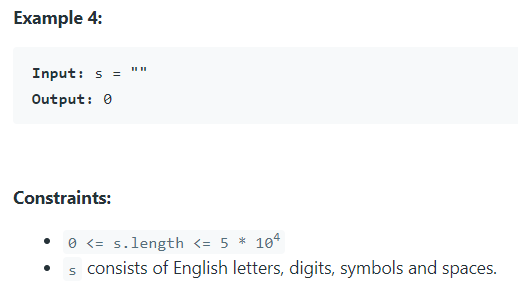 Example 4:
Input: s = ""
Output: 0
Constraints:
• 0 <= s.length <= 5 * 10⁴
• s consists of English letters, digits, symbols and spaces.